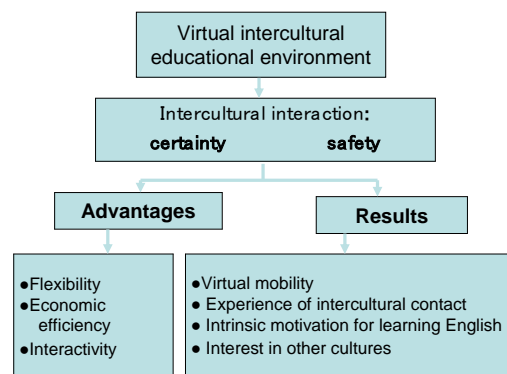 Virtual intercultural
educational environment
Intercultural interaction:
certainty safety
Advantages
Results
●Flexibility
●Economic
efficiency
●Interactivity
●Virtual mobility
● Experience of intercultural contact
● Intrinsic motivation for learning English
● Interest in other cultures